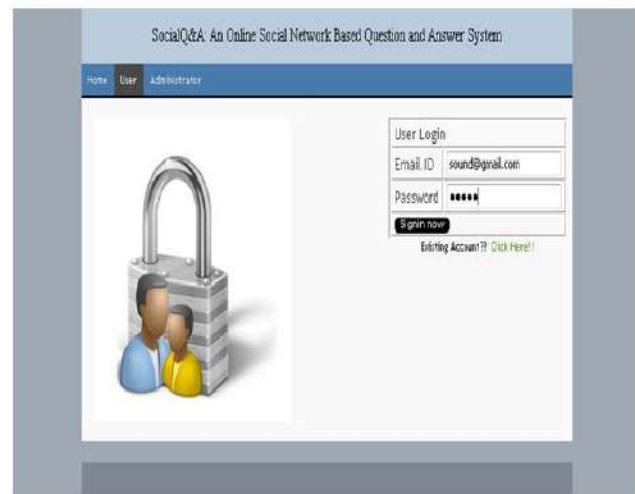 SocialQ&A: An Online Social Network Based Question and Answer System
Home User Administrator
User Login
Email ID sound@gmail.com
Password •••••
Signin now
Existing Account?? Click Here!!